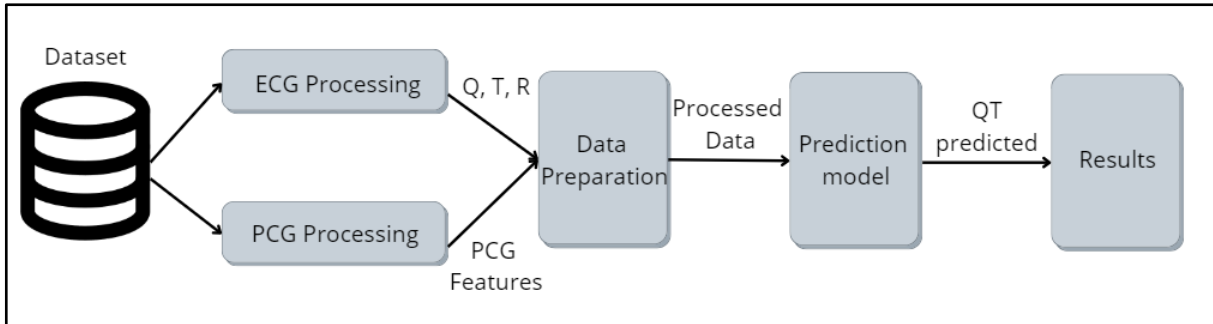 Dataset
ECG Processing
Q, T, R
PCG Processing
PCG
Features
Data
Preparation
Processed
Data
Prediction
model
QT
predicted
Results